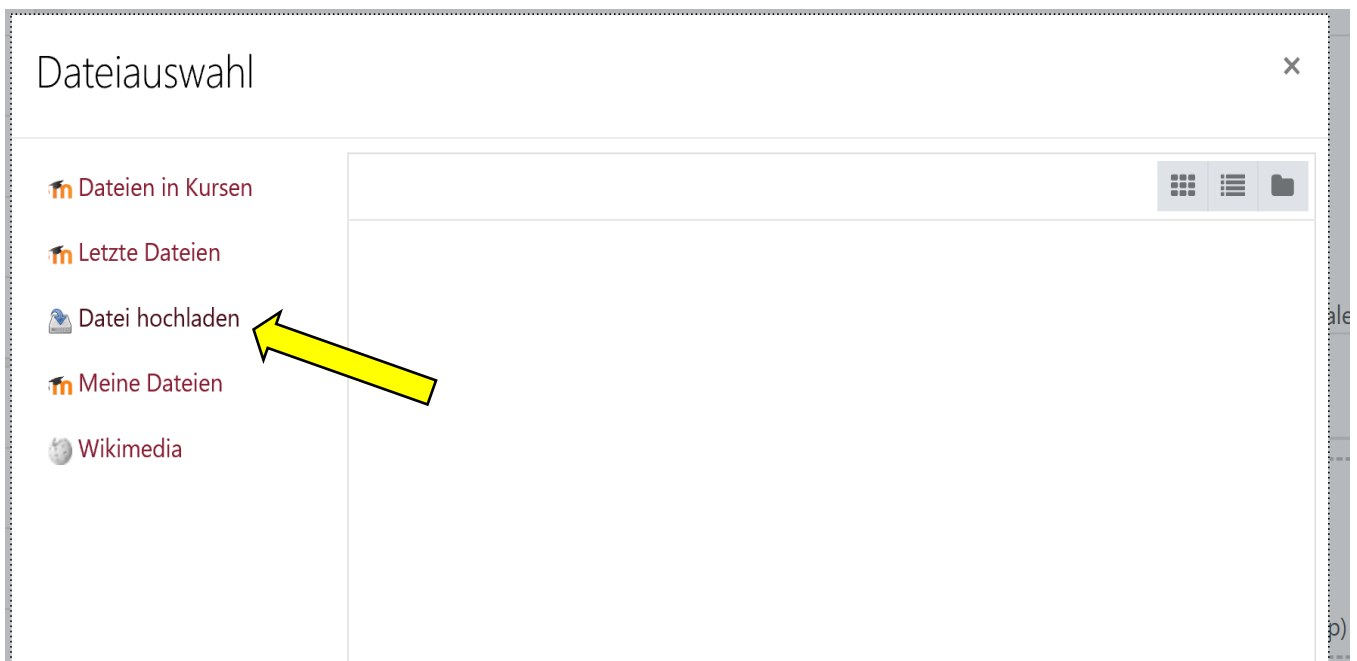 Dateiauswahl
×
Dateien in Kursen
Letzte Dateien
Datei hochladen
Meine Dateien
Wikimedia
p)